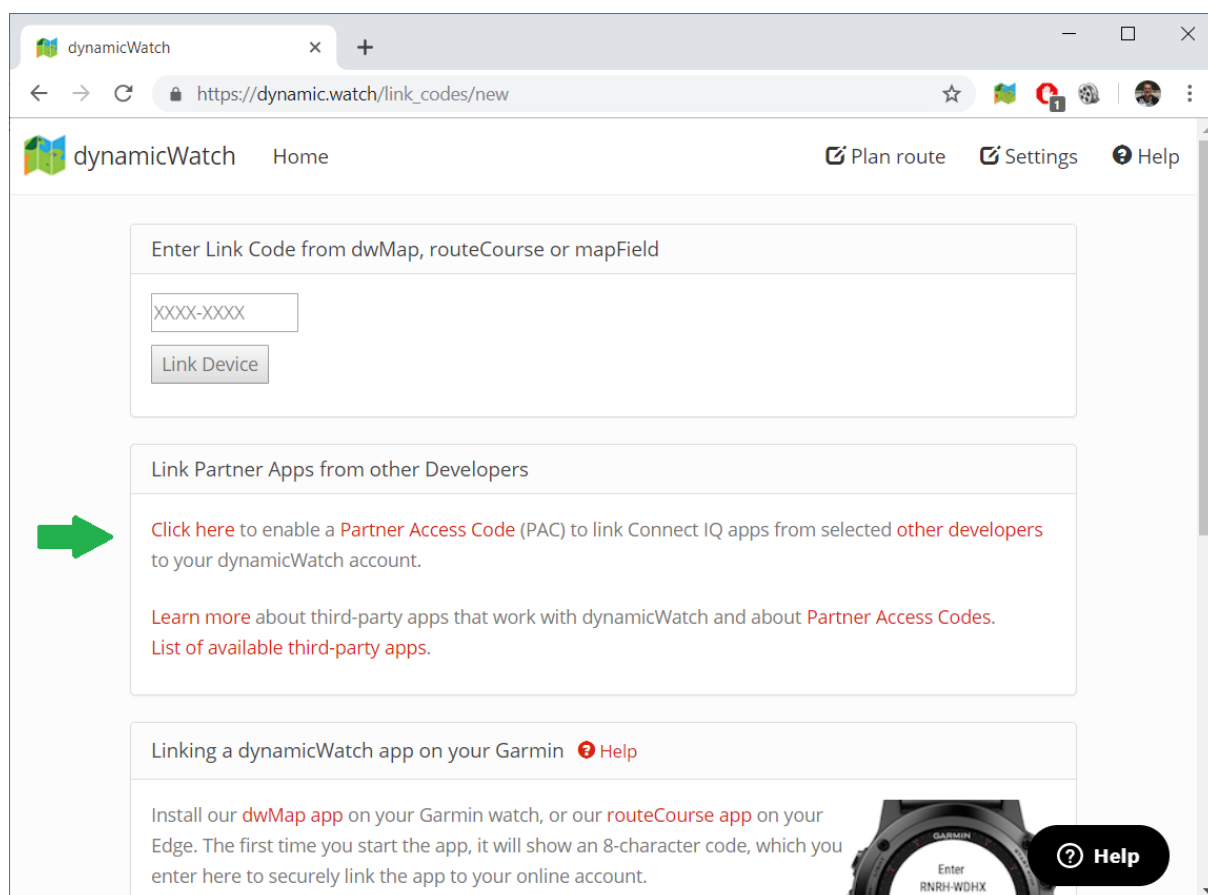 dynamicWatch
https://dynamic.watch/link_codes/new
1
dynamicWatch Home Plan route Settings Help
Enter Link Code from dwMap, routeCourse or mapField
XXXX-XXXX
Link Device
Link Partner Apps from other Developers
Click here to enable a Partner Access Code (PAC) to link Connect IQ apps from selected other developers
to your dynamicWatch account.
Learn more about third-party apps that work with dynamicWatch and about Partner Access Codes.
List of available third-party apps.
Linking a dynamicWatch app on your Garmin Help
Install our dwMap app on your Garmin watch, or our routeCourse app on your
Edge. The first time you start the app, it will show an 8-character code, which you
enter here to securely link the app to your online account.
GARMIN
Enter
RNRH-WDHX
Help